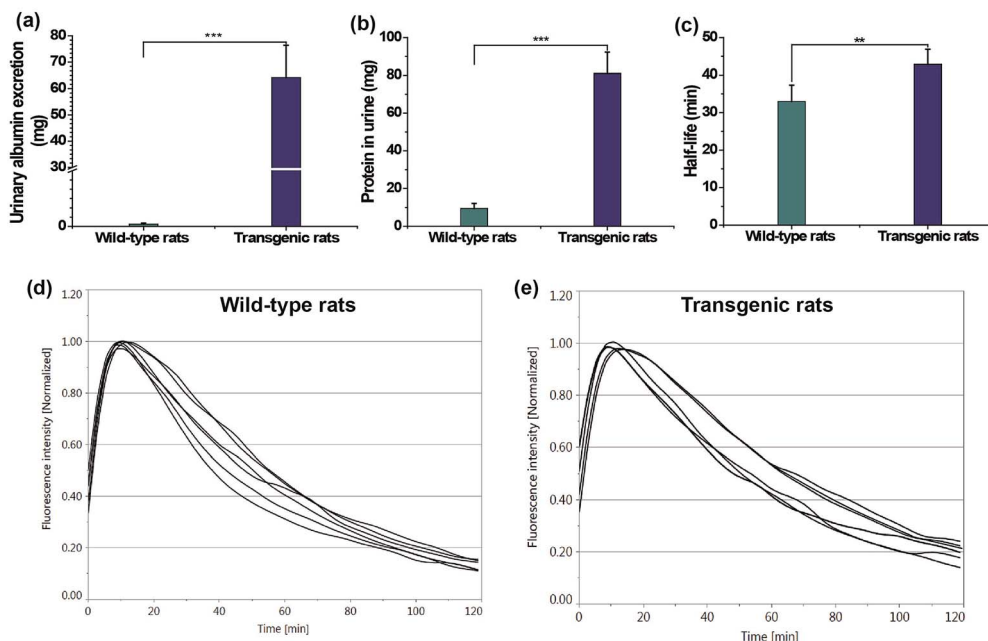 (a)
Urinary albumin excretion
(mg)
80
70
60
50
40
30
0
***
Wild-type rats
Transgenic rats
(b)
Protein in urine (mg)
100
80
60
40
20
0
***
Wild-type rats
Transgenic rats
(c)
Half-life (min)
50
40
30
20
10
0
**
Wild-type rats
Transgenic rats
(d)
Wild-type rats
Fluorescence intensity [Normalized]
1.20
1.00
0.80
0.60
0.40
0.20
0.00
0 20 40 60 80 100 120
Time [min]
(e)
Transgenic rats
Fluorescence intensity [Normalized]
1.20
1.00
0.80
0.60
0.40
0.20
0.00
0 20 40 60 80 100 120
Time [min]